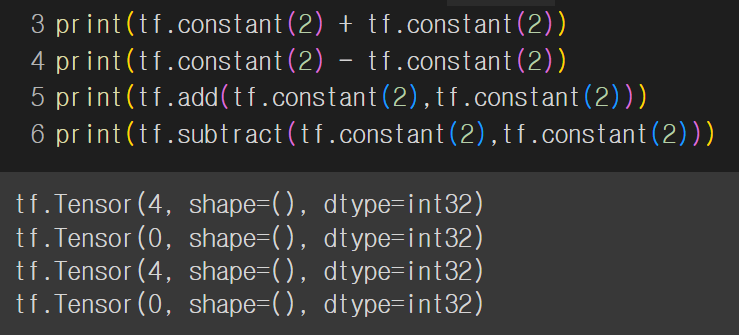 3 print(tf.constant(2) + tf.constant(2))
4 print(tf.constant(2) - tf.constant(2))
5 print(tf.add(tf.constant(2),tf.constant(2)))
6 print(tf.subtract(tf.constant(2),tf.constant(2)))
tf.Tensor(4, shape=(), dtype=int32)
tf.Tensor(0, shape=(), dtype=int32)
tf.Tensor(4, shape=(), dtype=int32)
tf.Tensor(0, shape=(), dtype=int32)